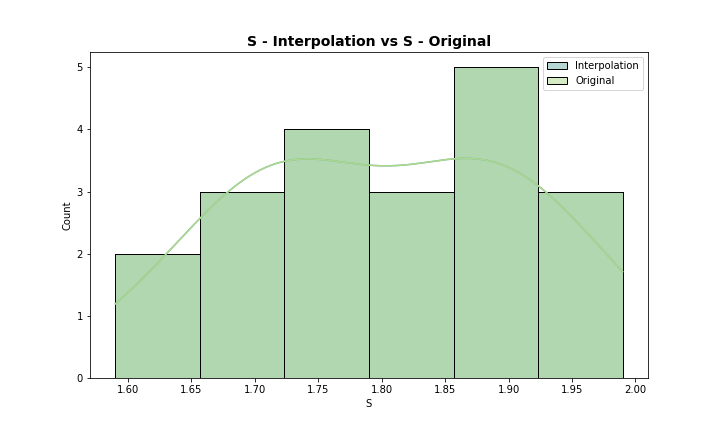 S - Interpolation vs S - Original
Interpolation
Original
5
4
3
2
1
0
Count
1.60 1.65 1.70 1.75 1.80 1.85 1.90 1.95 2.00
S